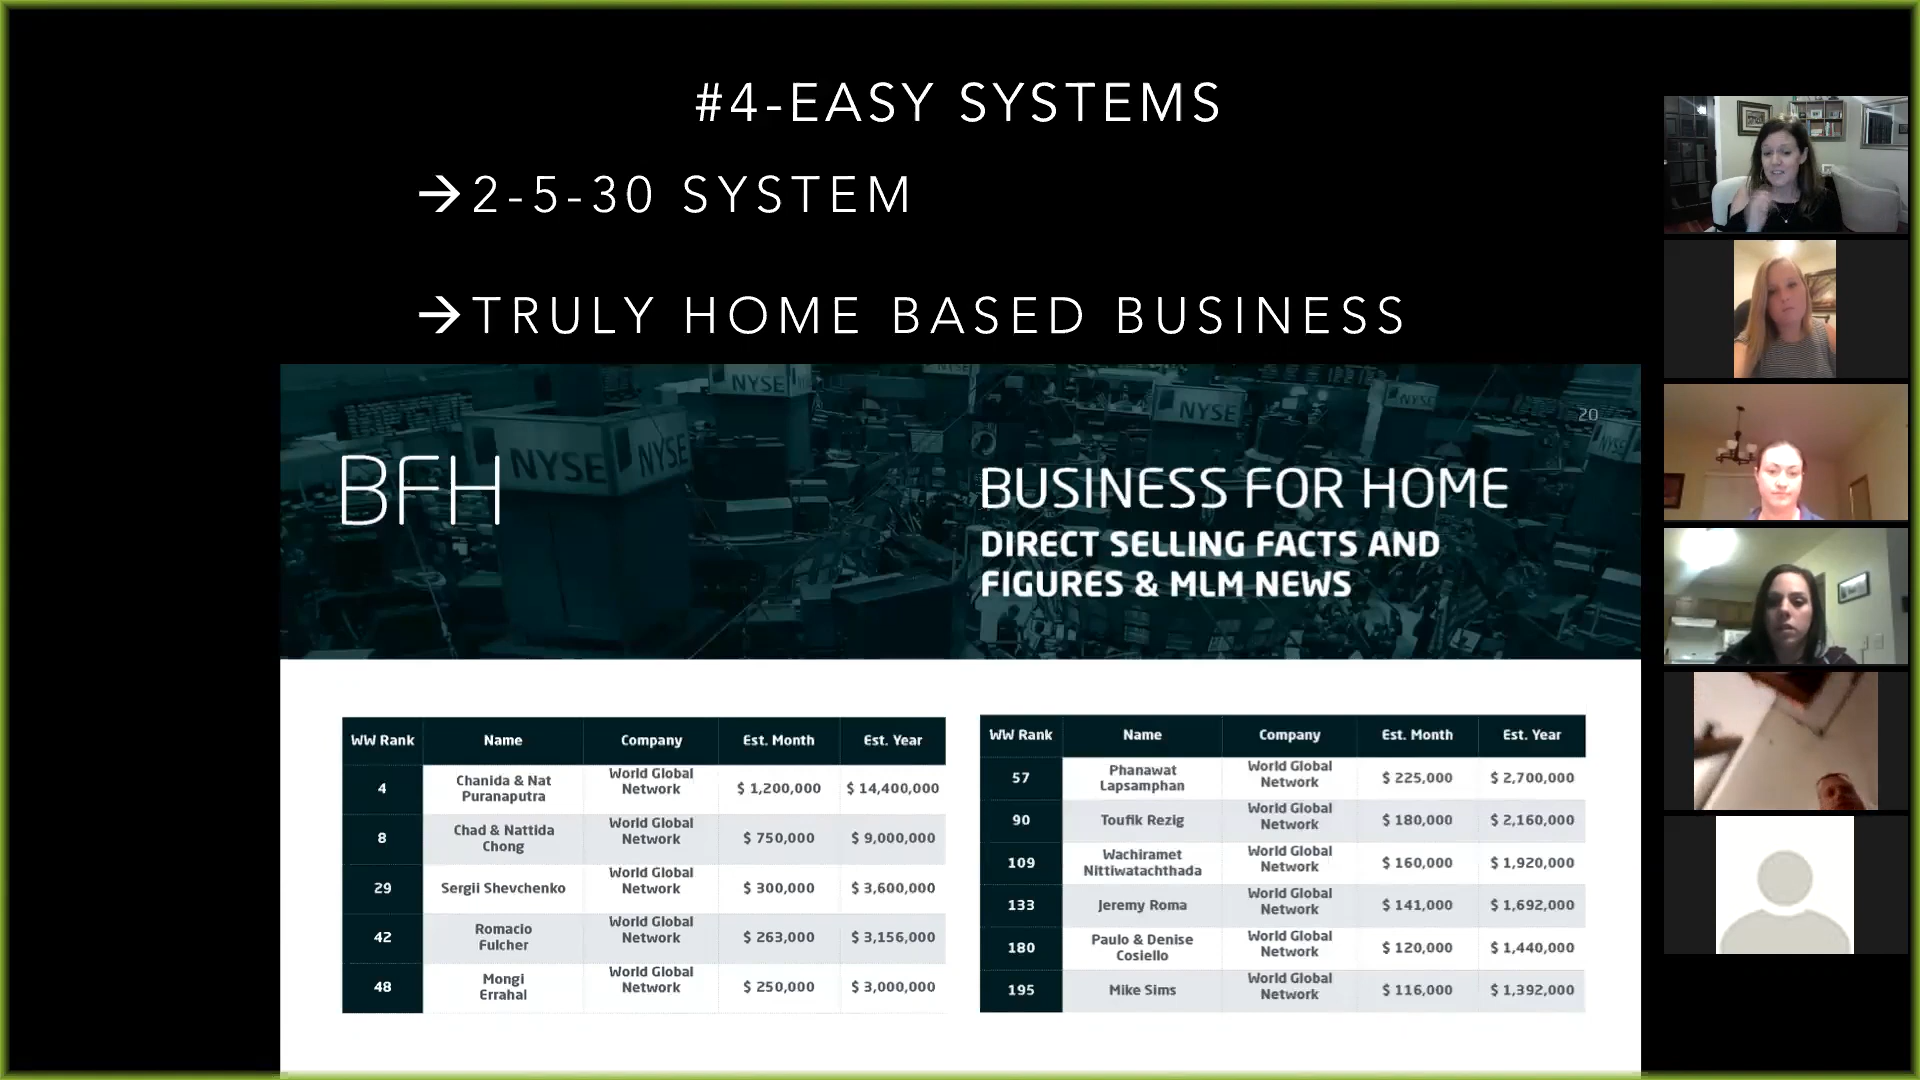 #4-EASY SYSTEMS
→2-5-30 SYSTEM
→TRULY HOME BASED BUSINESS
NYSE
NYSE
NYSE
NYSE
NYSE
NYSE
NYSE
20
BFH
BUSINESS FOR HOME
DIRECT SELLING FACTS AND
FIGURES & MLM NEWS
WW Rank Name Company Est. Month Est. Year
4 Chanida & Nat Puranaputra World Global Network $ 1,200,000 $ 14,400,000
8 Chad & Nattida Chong World Global Network $ 750,000 $ 9,000,000
29 Sergii Shevchenko World Global Network $ 300,000 $ 3,600,000
42 Romacio Fulcher World Global Network $ 263,000 $ 3,156,000
48 Mongi Errahal World Global Network $ 250,000 $ 3,000,000
WW Rank Name Company Est. Month Est. Year
57 Phanawat Lapsamphan World Global Network $ 225,000 $ 2,700,000
90 Toufik Rezig World Global Network $ 180,000 $ 2,160,000
109 Wachiramet Nittiwatachthada World Global Network $ 160,000 $ 1,920,000
133 Jeremy Roma World Global Network $ 141,000 $ 1,692,000
180 Paulo & Denise Cosiello World Global Network $ 120,000 $ 1,440,000
195 Mike Sims World Global Network $ 116,000 $ 1,392,000